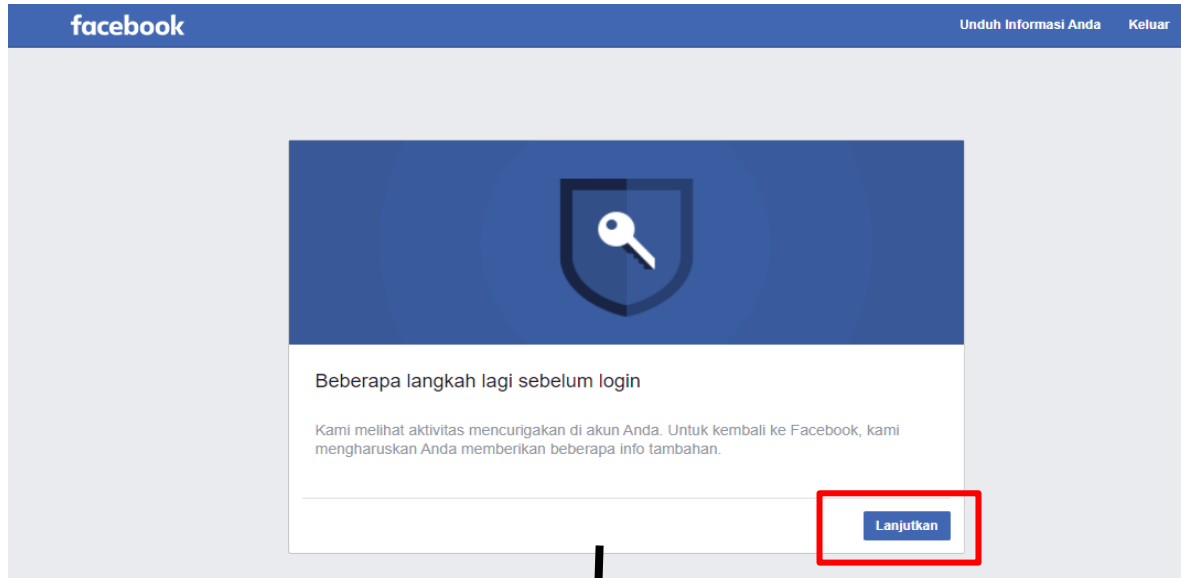 facebook
Unduh Informasi Anda Keluar
Beberapa langkah lagi sebelum login
Kami melihat aktivitas mencurigakan di akun Anda. Untuk kembali ke Facebook, kami
mengharuskan Anda memberikan beberapa info tambahan.
Lanjutkan